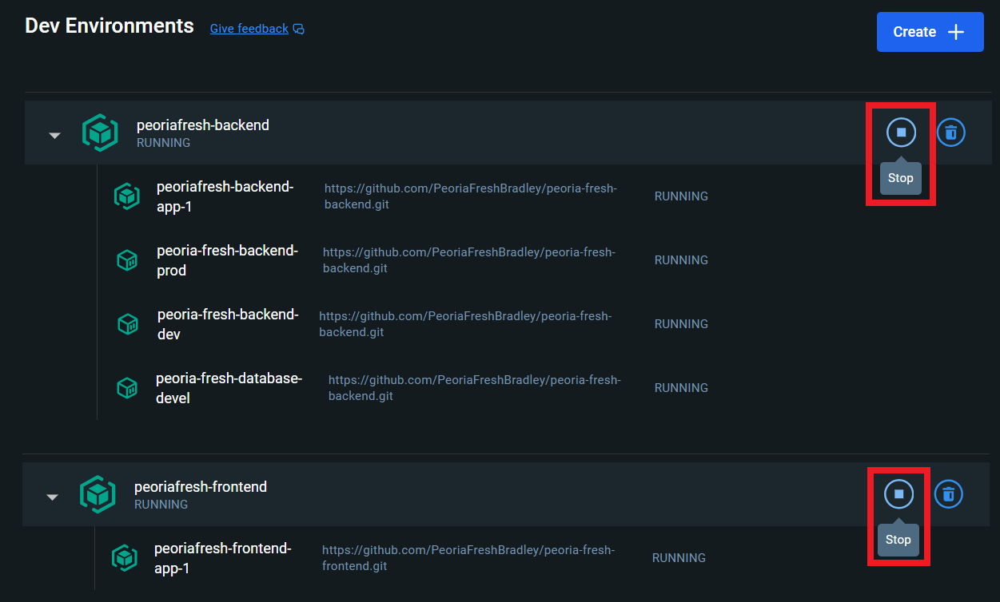 Dev Environments
Give feedback
Create
peoriafresh-backend
RUNNING
Stop
peoriafresh-backend-
app-1
https://github.com/PeoriaFreshBradley/peoria-fresh-
backend.git
RUNNING
peoria-fresh-backend-
prod
https://github.com/PeoriaFreshBradley/peoria-fresh-
backend.git
RUNNING
peoria-fresh-backend-
dev
https://github.com/PeoriaFreshBradley/peoria-fresh-
backend.git
RUNNING
peoria-fresh-database-
devel
https://github.com/PeoriaFreshBradley/peoria-fresh-
backend.git
RUNNING
peoriafresh-frontend
RUNNING
Stop
peoriafresh-frontend-
app-1
https://github.com/PeoriaFreshBradley/peoria-fresh-
frontend.git
RUNNING